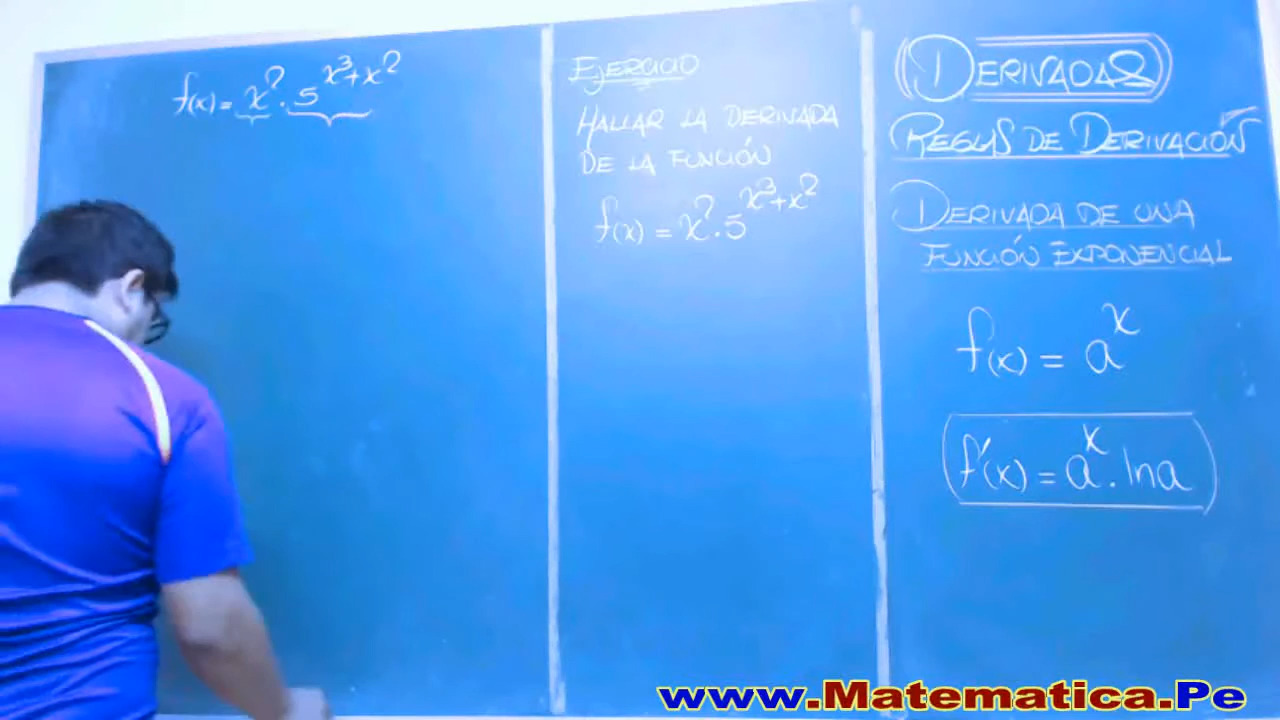 f(x) = x² · 5^(x³+x²)
EJERCICIO
HALLAR LA DERIVADA
DE LA FUNCIÓN
f(x) = x² · 5^(x³+x²)
DERIVADAS
REGLAS DE DERIVACIÓN
DERIVADA DE UNA
FUNCIÓN EXPONENCIAL
f(x) = a^x
f'(x) = a^x · ln a
www.Matematica.Pe